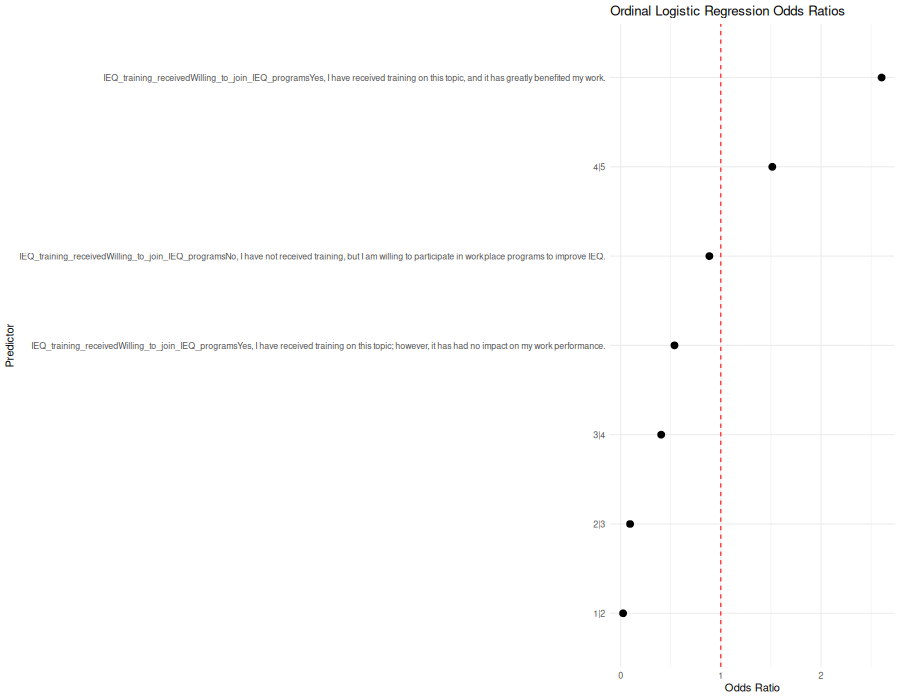 Ordinal Logistic Regression Odds Ratios
IEQ_training_receivedWilling_to_join_IEQ_programsYes, I have received training on this topic, and it has greatly benefited my work.
4|5
IEQ_training_receivedWilling_to_join_IEQ_programsNo, I have not received training, but I am willing to participate in workplace programs to improve IEQ.
Predictor
IEQ_training_receivedWilling_to_join_IEQ_programsYes, I have received training on this topic; however, it has had no impact on my work performance.
3|4
2|3
1|2
0 1 2
Odds Ratio